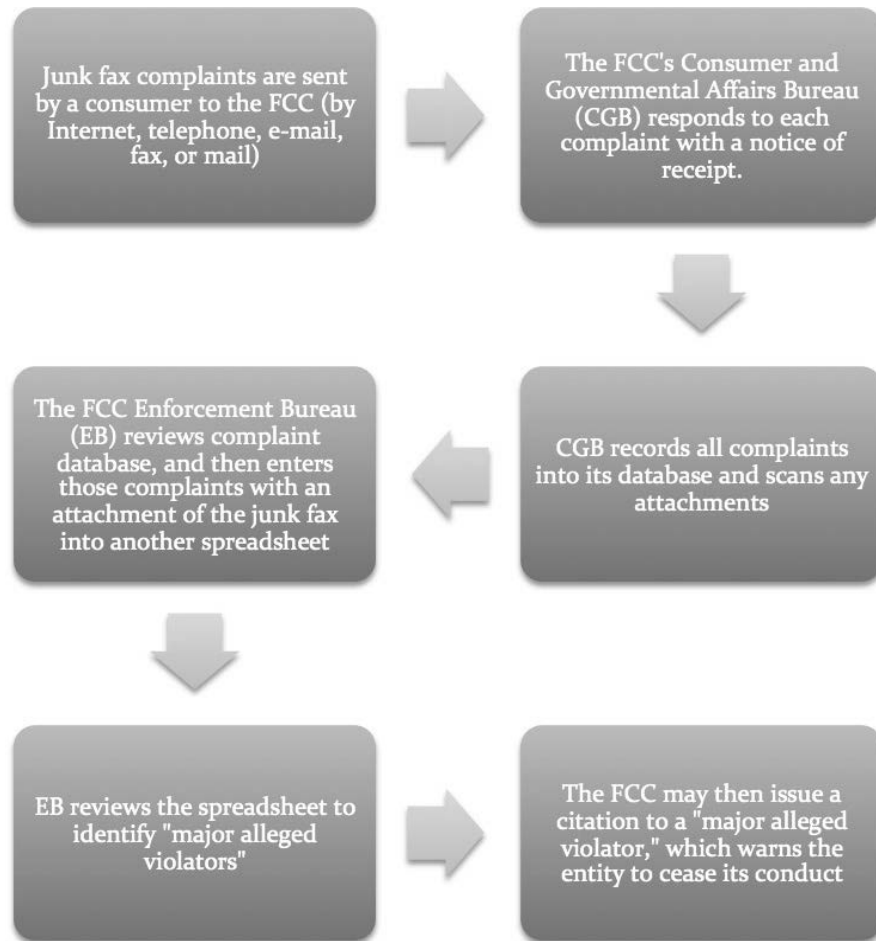 Junk fax complaints are sent
by a consumer to the FCC (by
Internet, telephone, e-mail,
fax, or mail)
The FCC's Consumer and
Governmental Affairs Bureau
(CGB) responds to each
complaint with a notice of
receipt.
CGB records all complaints
into its database and scans any
attachments
The FCC Enforcement Bureau
(EB) reviews complaint
database, and then enters
those complaints with an
attachment of the junk fax
into another spreadsheet
EB reviews the spreadsheet to
identify "major alleged
violators"
The FCC may then issue a
citation to a "major alleged
violator," which warns the
entity to cease its conduct